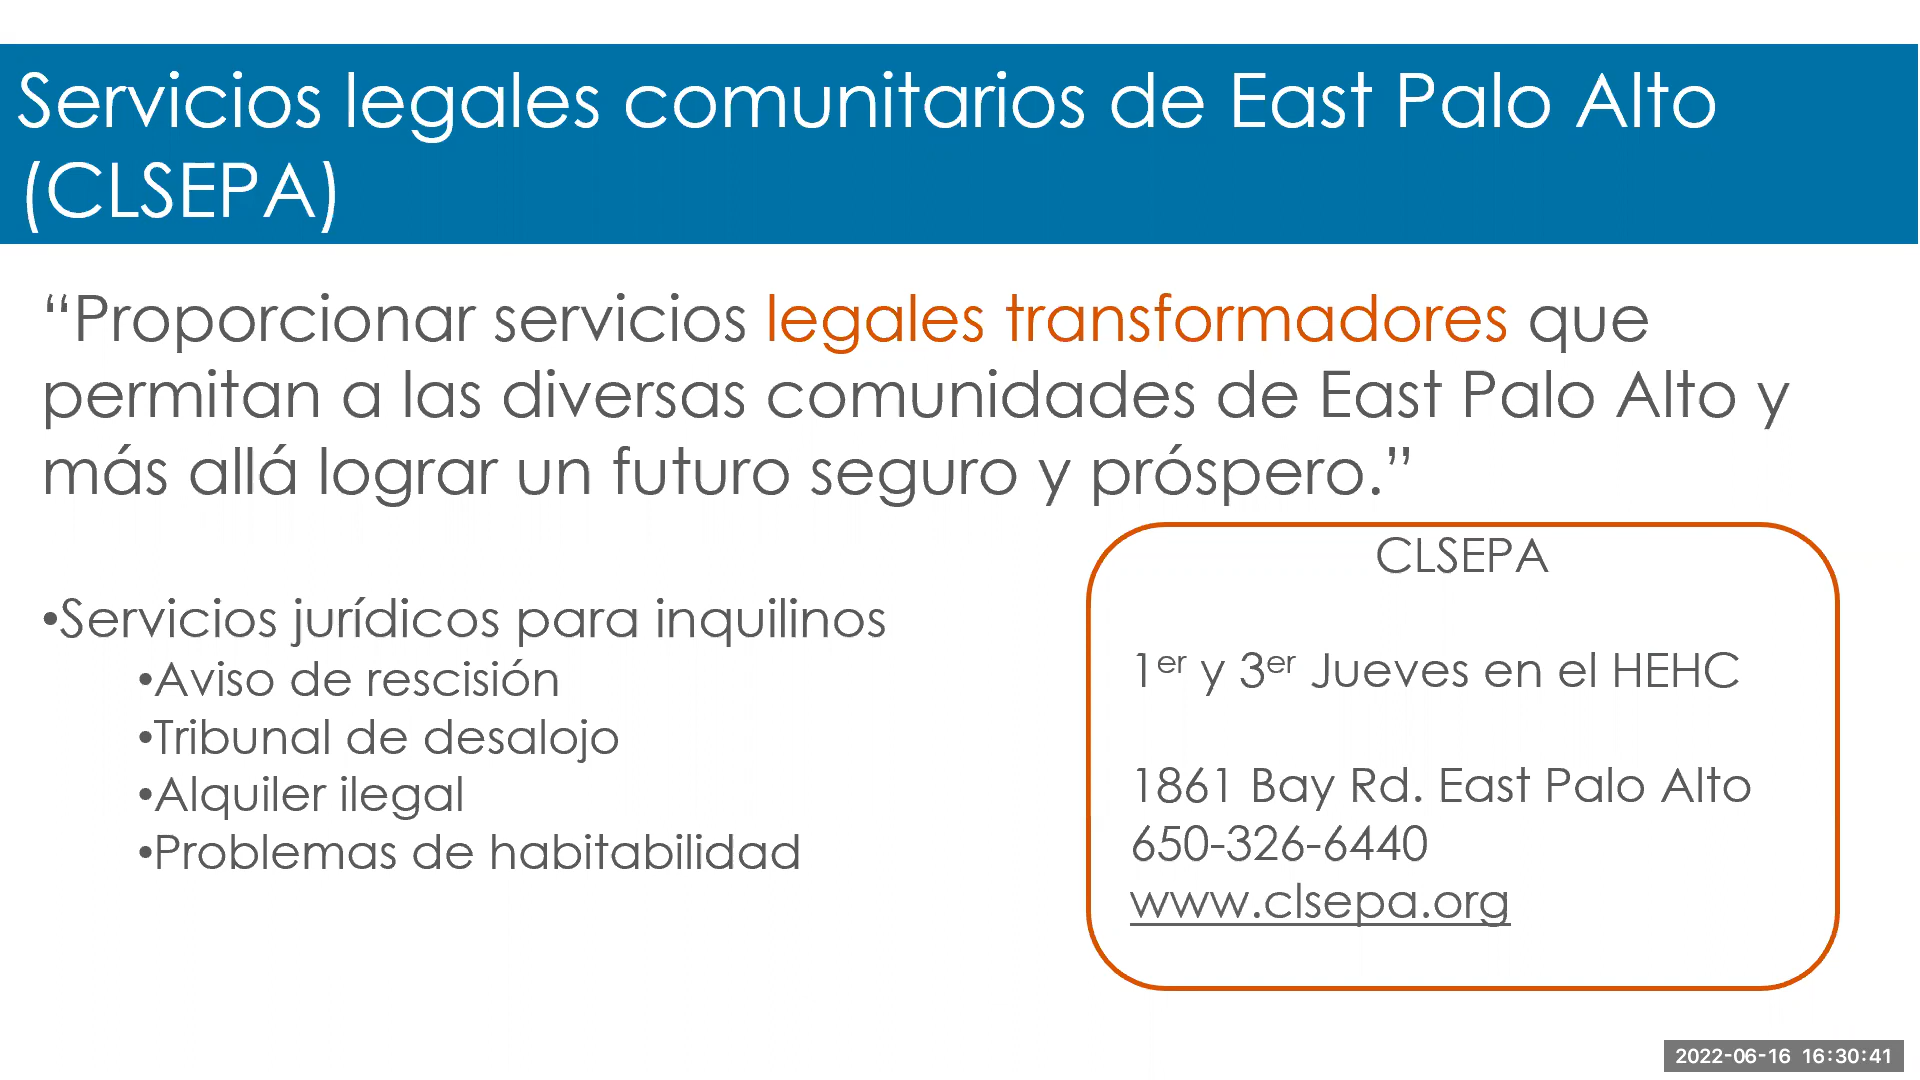 Servicios legales comunitarios de East Palo Alto
(CLSEPA)
“Proporcionar servicios legales transformadores que
permitan a las diversas comunidades de East Palo Alto y
más allá lograr un futuro seguro y próspero.”
•Servicios jurídicos para inquilinos
•Aviso de rescisión
•Tribunal de desalojo
•Alquiler ilegal
•Problemas de habitabilidad
CLSEPA
1er y 3er Jueves en el HEHC
1861 Bay Rd. East Palo Alto
650-326-6440
www.clsepa.org
2022-06-16 16:30:41